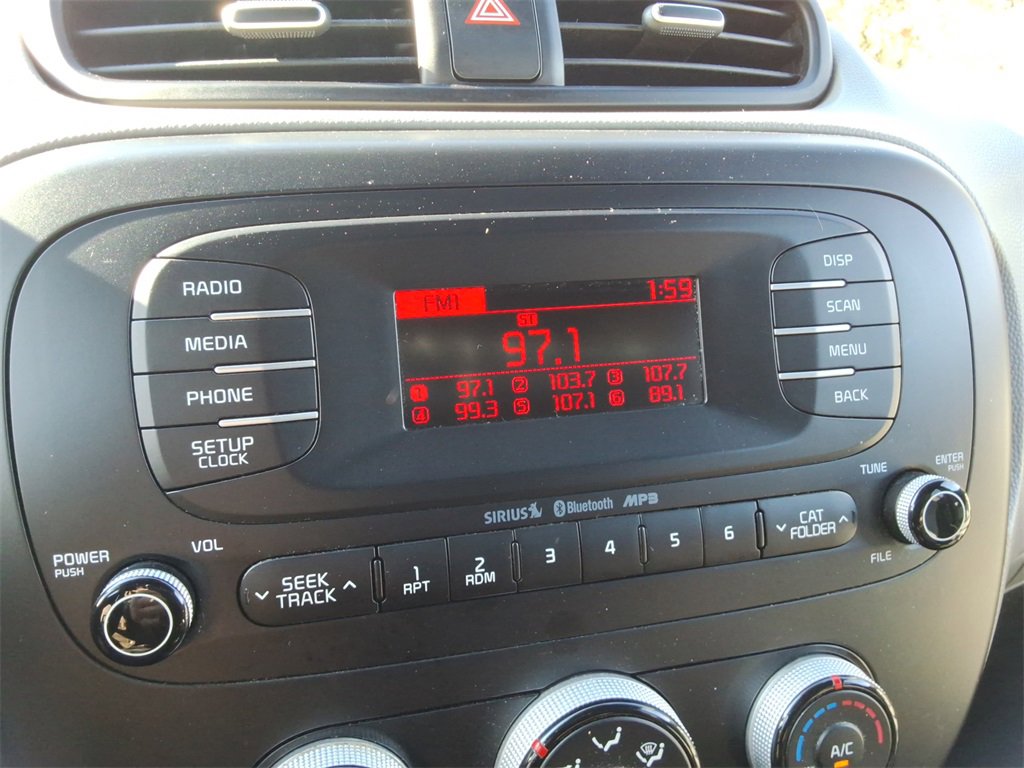 RADIO
MEDIA
PHONE
SETUP
CLOCK
FM1 1:59
ST
97.1
1 97.1 2 103.7 3 107.7
4 99.3 5 107.1 6 89.1
DISP
SCAN
MENU
BACK
SIRIUS Bluetooth MP3
TUNE
ENTER
PUSH
FILE
POWER
PUSH
VOL
SEEK
TRACK
1
RPT
2
RDM
3
4
5
6
CAT
FOLDER
A/C